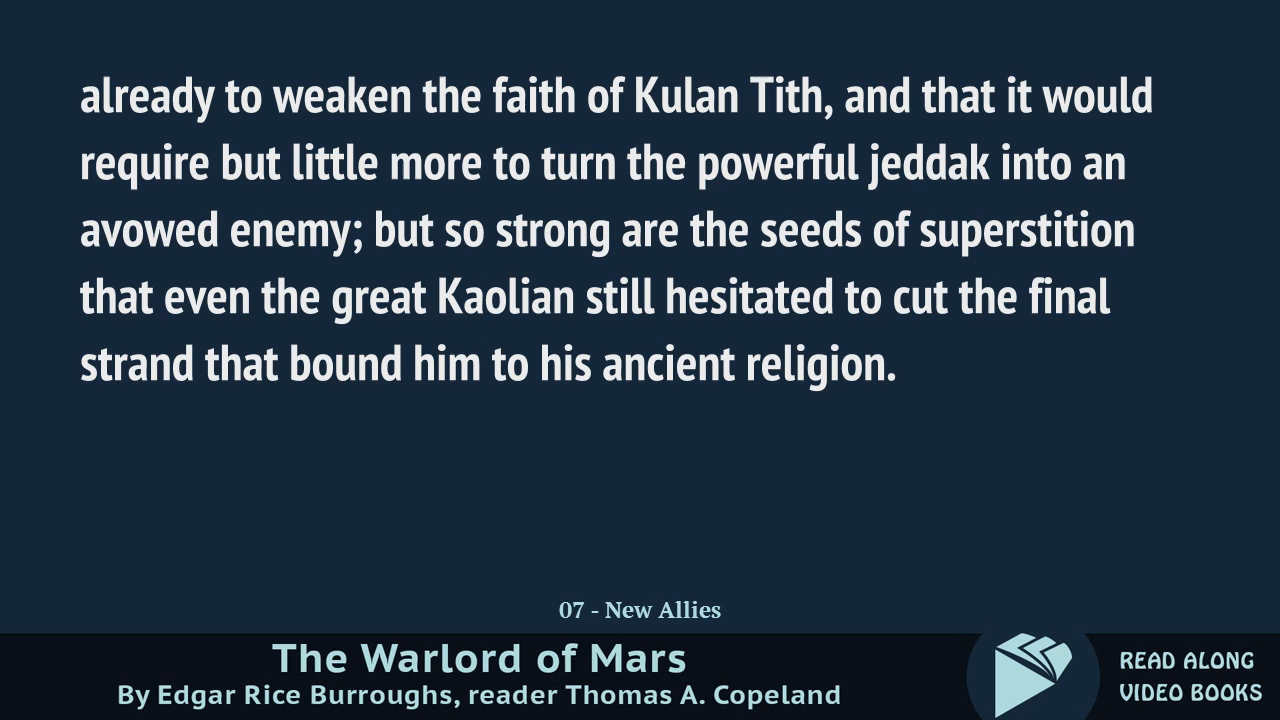 already to weaken the faith of Kulan Tith, and that it would
require but little more to turn the powerful jeddak into an
avowed enemy; but so strong are the seeds of superstition
that even the great Kaolian still hesitated to cut the final
strand that bound him to his ancient religion.
07 - New Allies
The Warlord of Mars
By Edgar Rice Burroughs, reader Thomas A. Copeland
READ ALONG
VIDEO BOOKS